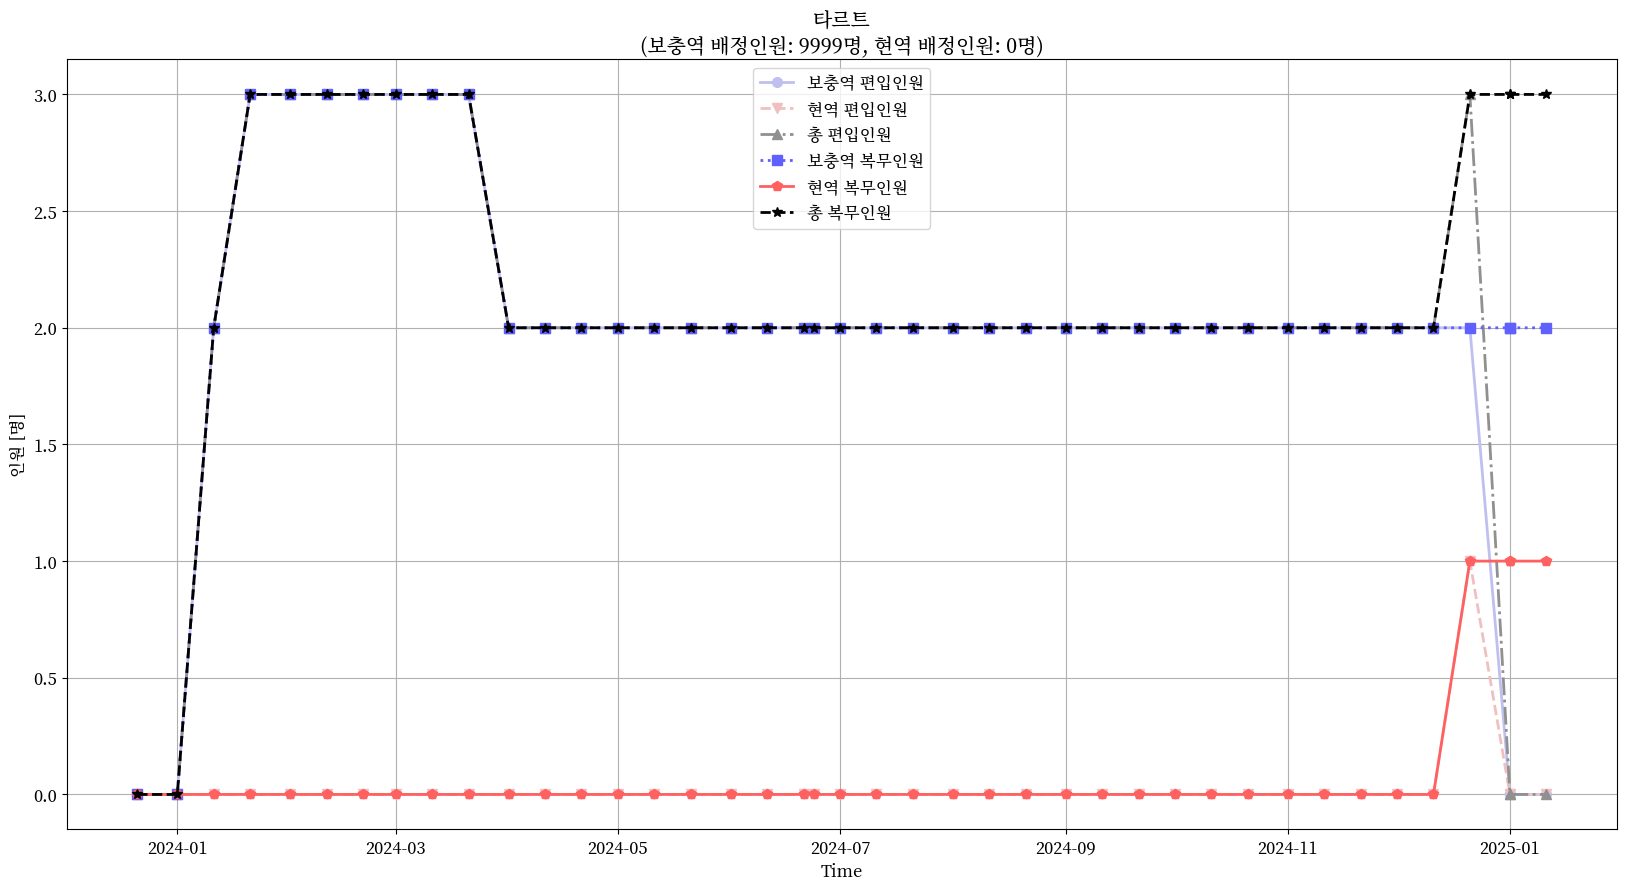 타르트
(보충역 배정인원: 9999명, 현역 배정인원: 0명)
보충역 편입인원
현역 편입인원
총 편입인원
보충역 복무인원
현역 복무인원
총 복무인원
인원 [명]
3.0
2.5
2.0
1.5
1.0
0.5
0.0
2024-01
2024-03
2024-05
2024-07
2024-09
2024-11
2025-01
Time